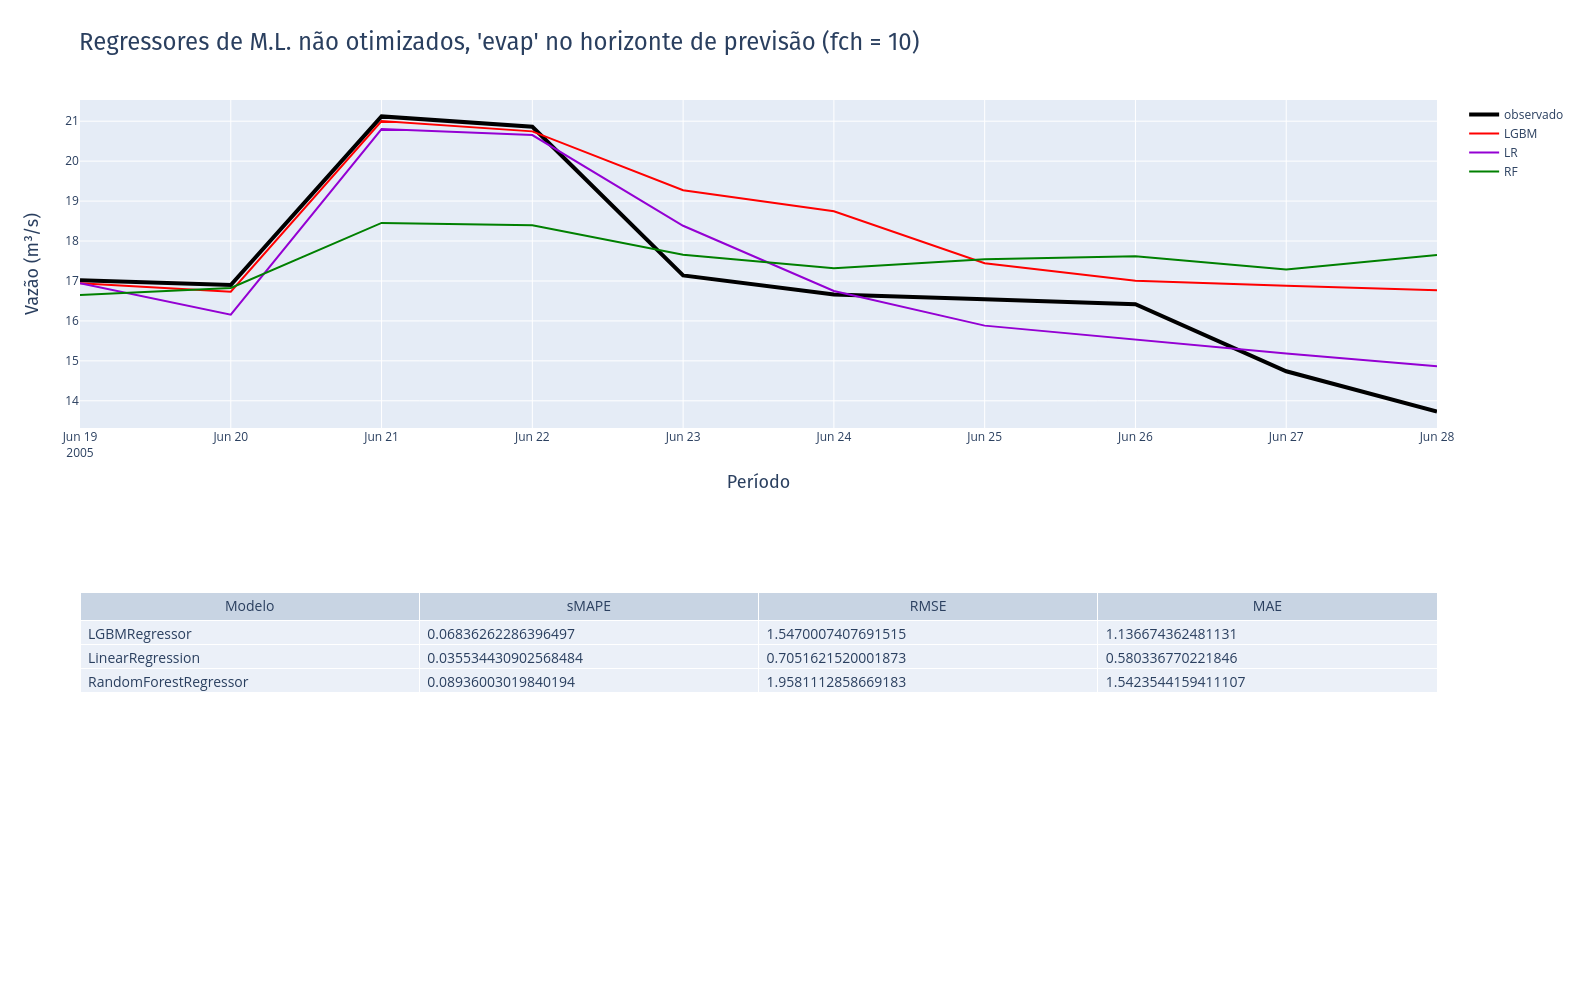 Regressores de M.L. não otimizados, 'evap' no horizonte de previsão (fch = 10)
observado
LGBM
LR
RF
Vazão (m³/s)
21
20
19
18
17
16
15
14
Jun 19 Jun 20 Jun 21 Jun 22 Jun 23 Jun 24 Jun 25 Jun 26 Jun 27 Jun 28
2005
Período
Modelo sMAPE RMSE MAE
LGBMRegressor 0.06836262286396497 1.5470007407691515 1.136674362481131
LinearRegression 0.035534430902568484 0.7051621520001873 0.580336770221846
RandomForestRegressor 0.08936003019840194 1.9581112858669183 1.5423544159411107